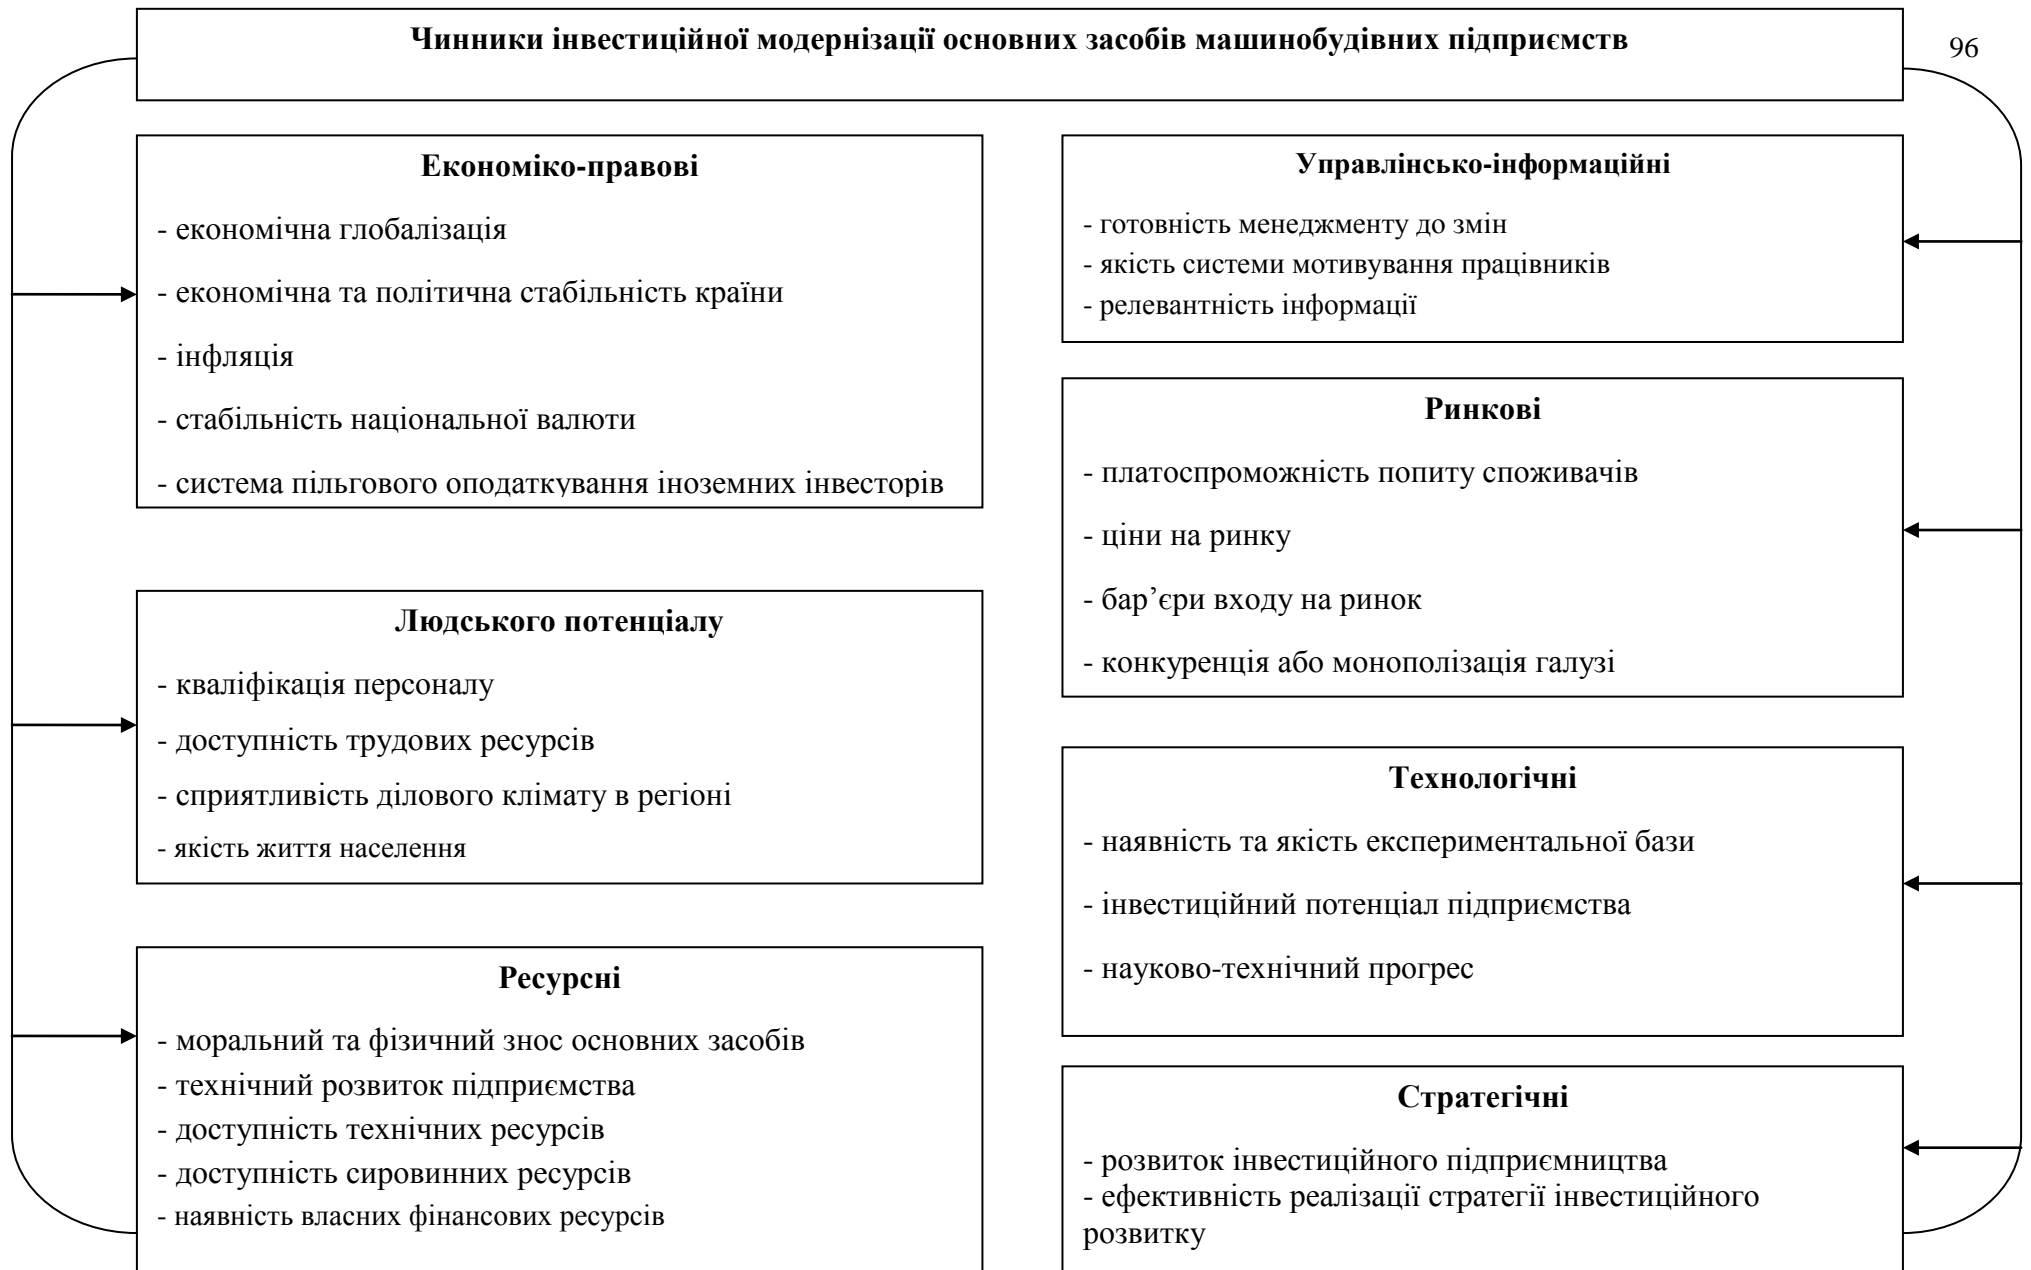 Чинники інвестиційної модернізації основних засобів машинобудівних підприємств
96
Економіко-правові
- економічна глобалізація
- економічна та політична стабільність країни
- інфляція
- стабільність національної валюти
- система пільгового оподаткування іноземних інвесторів
Людського потенціалу
- кваліфікація персоналу
- доступність трудових ресурсів
- сприятливість ділового клімату в регіоні
- якість життя населення
Ресурсні
- моральний та фізичний знос основних засобів
- технічний розвиток підприємства
- доступність технічних ресурсів
- доступність сировинних ресурсів
- наявність власних фінансових ресурсів
Управлінсько-інформаційні
- готовність менеджменту до змін
- якість системи мотивування працівників
- релевантність інформації
Ринкові
- платоспроможність попиту споживачів
- ціни на ринку
- бар’єри входу на ринок
- конкуренція або монополізація галузі
Технологічні
- наявність та якість експериментальної бази
- інвестиційний потенціал підприємства
- науково-технічний прогрес
Стратегічні
- розвиток інвестиційного підприємництва
- ефективність реалізації стратегії інвестиційного
розвитку